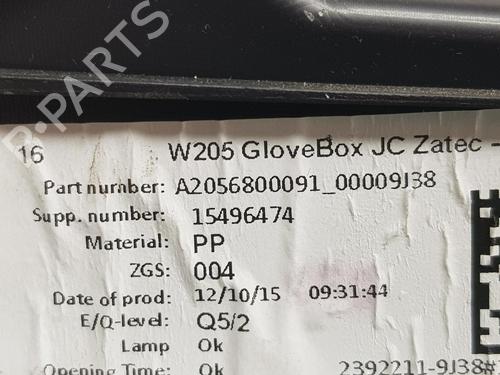 B-PARTS
16 W205 GloveBox JC Zatec -
Part number: A2056800091_00009J38
Supp. number: 15496474
Material: PP
ZGS: 004
Date of prod: 12/10/15 09:31:44
E/Q-level: Q5/2
Lamp Ok
Opening Time: Ok 2392211-9J38#